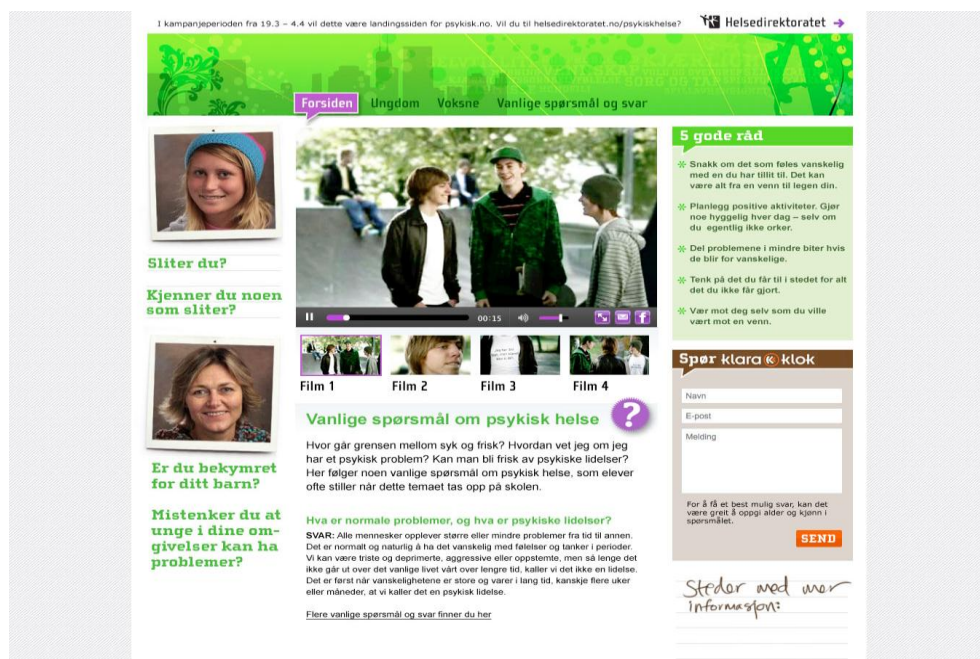 I kampanjeperioden fra 19.3 – 4.4 vil dette være landingssiden for psykisk.no. Vil du til helsedirektoratet.no/psykiskhelse?
Helsedirektoratet
Forsiden
Ungdom
Voksne
Vanlige spørsmål og svar
Sliter du?
Kjenner du noen
som sliter?
Er du bekymret
for ditt barn?
Mistenker du at
unge i dine om-
givelser kan ha
problemer?
00:15
Film 1
Film 2
Film 3
Film 4
Vanlige spørsmål om psykisk helse
?
Hvor går grensen mellom syk og frisk? Hvordan vet jeg om jeg
har et psykisk problem? Kan man bli frisk av psykiske lidelser?
Her følger noen vanlige spørsmål om psykisk helse, som elever
ofte stiller når dette temaet tas opp på skolen.
Hva er normale problemer, og hva er psykiske lidelser?
SVAR: Alle mennesker opplever større eller mindre problemer fra tid til annen.
Det er normalt og naturlig å ha det vanskelig med følelser og tanker i perioder.
Vi kan være triste og deprimerte, aggressive eller oppstemte, men så lenge det
ikke går ut over det vanlige livet vårt over lengre tid, kaller vi det ikke en lidelse.
Det er først når vanskelighetene er store og varer i lang tid, kanskje flere uker
eller måneder, at vi kaller det en psykisk lidelse.
Flere vanlige spørsmål og svar finner du her
5 gode råd
Snakk om det som føles vanskelig
med en du har tillit til. Det kan
være alt fra en venn til legen din.
Planlegg positive aktiviteter. Gjør
noe hyggelig hver dag – selv om
du egentlig ikke orker.
Del problemene i mindre biter hvis
de blir for vanskelige.
Tenk på det du får til i stedet for alt
det du ikke får gjort.
Vær mot deg selv som du ville
vært mot en venn.
Spør klara klok
Navn
E-post
Melding
For å få et best mulig svar, kan det
være greit å oppgi alder og kjønn i
spørsmålet.
SEND
Steder med mer
informasjon: